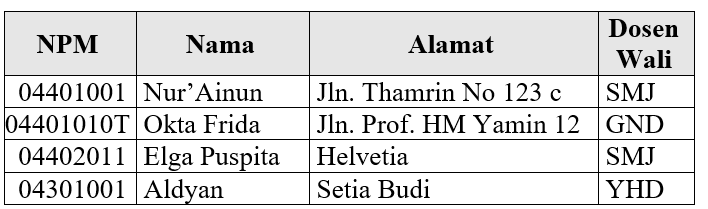 NPM Nama Alamat Dosen Wali
04401001 Nur'Ainun Jln. Thamrin No 123 c SMJ
04401010T Okta Frida Jln. Prof. HM Yamin 12 GND
04402011 Elga Puspita Helvetia SMJ
04301001 Aldyan Setia Budi YHD